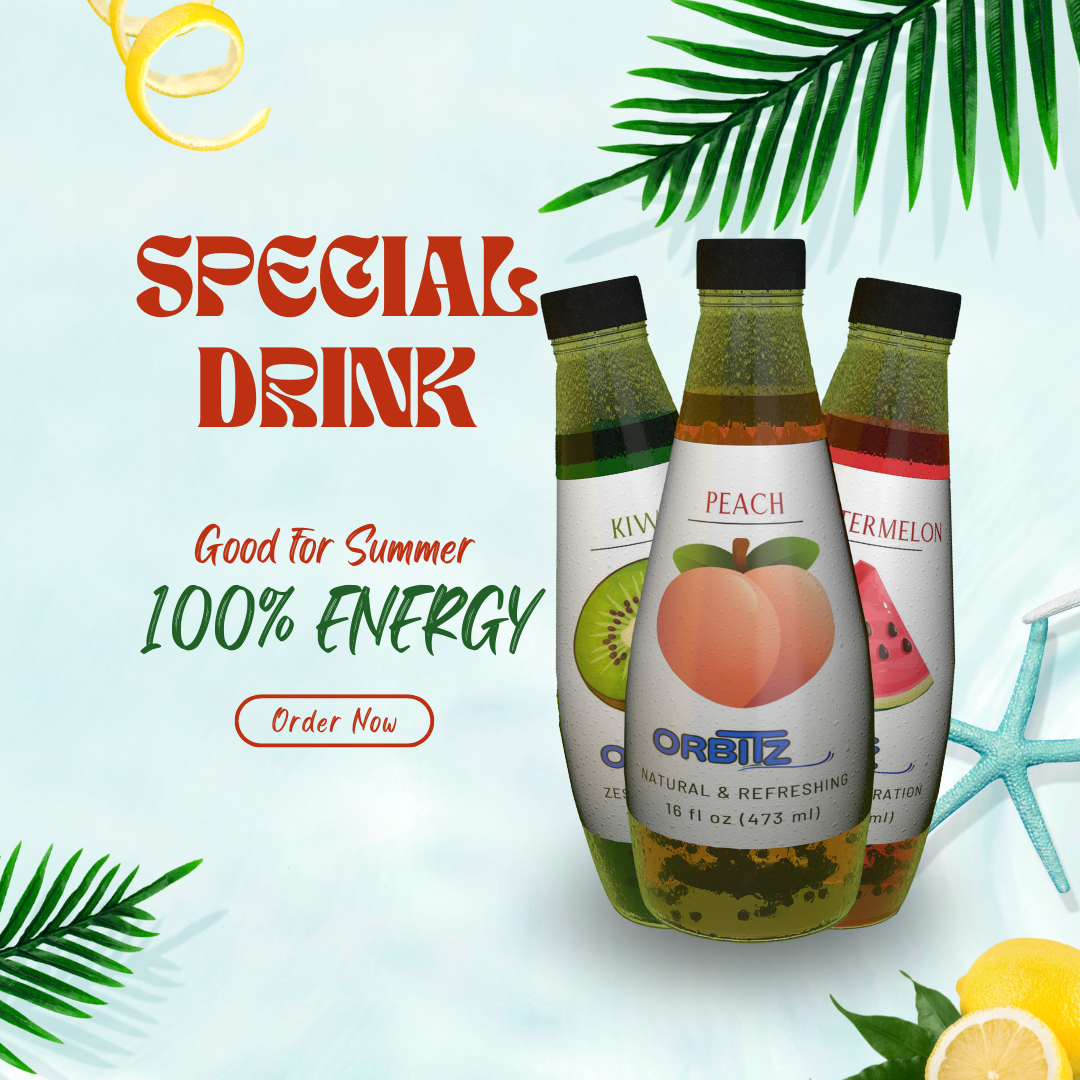 SPECIAL
DRINK
Good For Summer
100% ENERGY
Order Now
KIW
PEACH
TERMELON
ORBITZ
NATURAL & REFRESHING
16 fl oz (473 ml)
O
ZES
RATION
ml)